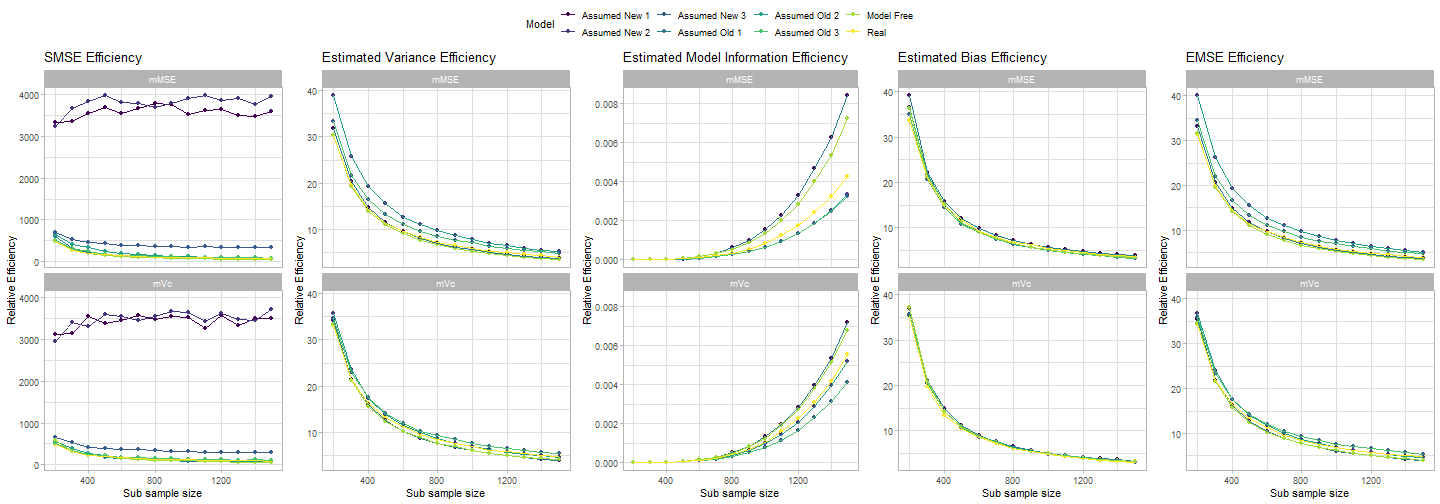 Model Assumed New 1 Assumed New 3 Assumed Old 2 Model Free
Assumed New 2 Assumed Old 1 Assumed Old 3 Real
SMSE Efficiency
mMSE
4000
3000
2000
1000
0
mVc
4000
3000
2000
1000
0
400 800 1200
Relative Efficiency
Sub sample size
Estimated Variance Efficiency
mMSE
40
30
20
10
mVc
40
30
20
10
400 800 1200
Relative Efficiency
Sub sample size
Estimated Model Information Efficiency
mMSE
0.008
0.006
0.004
0.002
0.000
mVc
0.008
0.006
0.004
0.002
0.000
400 800 1200
Relative Efficiency
Sub sample size
Estimated Bias Efficiency
mMSE
40
30
20
10
mVc
40
30
20
10
400 800 1200
Relative Efficiency
Sub sample size
EMSE Efficiency
mMSE
40
30
20
10
mVc
40
30
20
10
400 800 1200
Relative Efficiency
Sub sample size